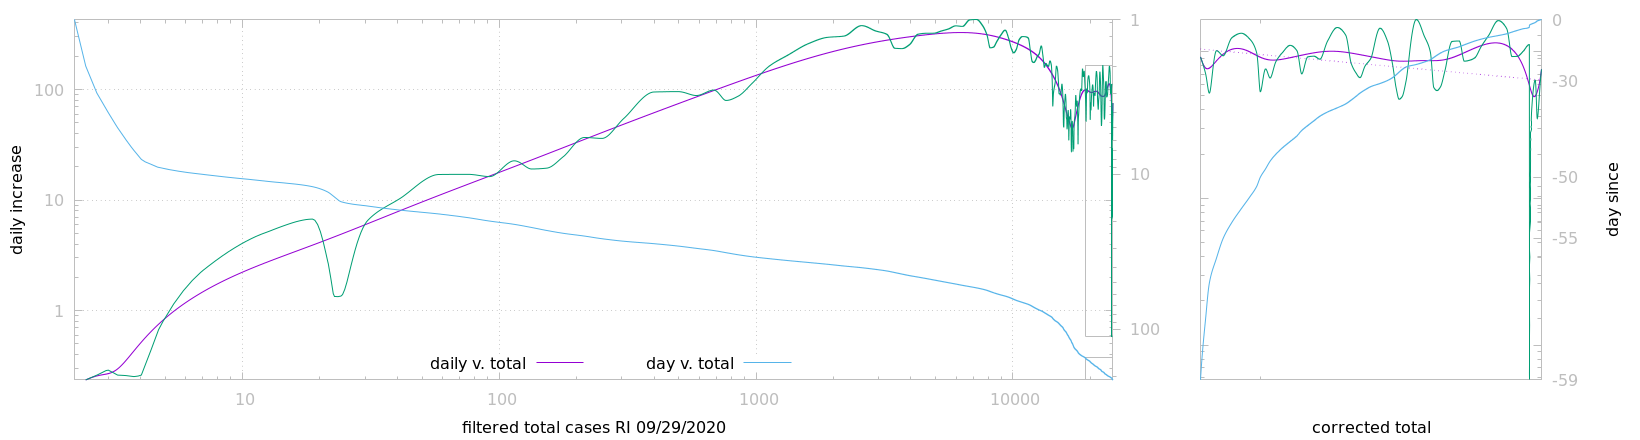 1
0
100
10
1
daily increase
10
100
-30
-50
-55
-59
day since
daily v. total
day v. total
10
100
1000
10000
filtered total cases RI 09/29/2020
corrected total